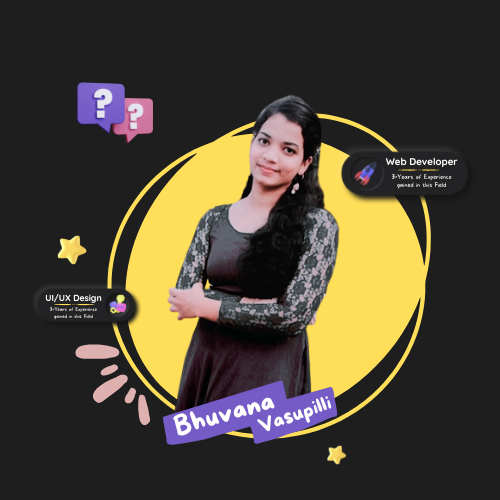 ? ?
Web Developer
3+Years of Experience
gained in this Field
UI/UX Design
3+Years of Experience
gained in this Field
Bhuvana
Vasupilli